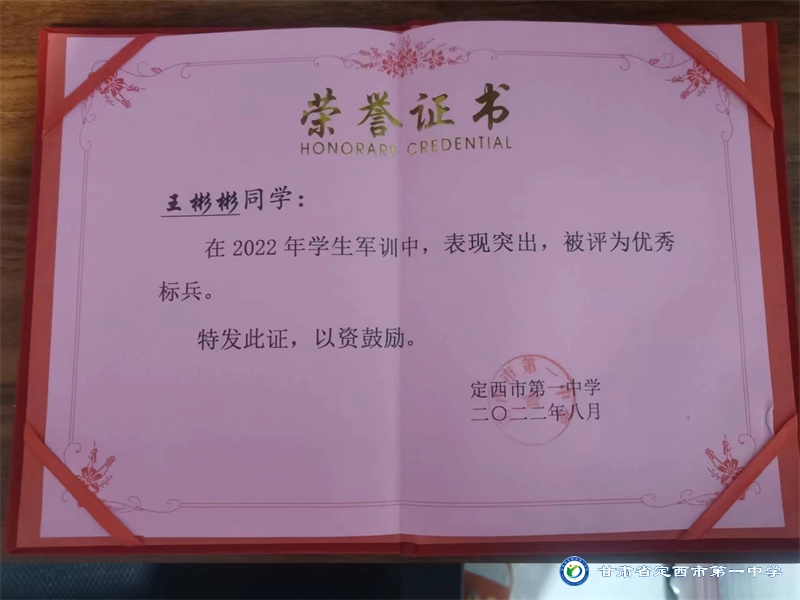 荣誉证书
HONORARY CREDENTIAL
王彬彬同学：
在2022年学生军训中，表现突出，被评为优秀
标兵。
特发此证，以资鼓励。
定西市第一中学
二〇二二年八月
甘肃省定西市第一中学